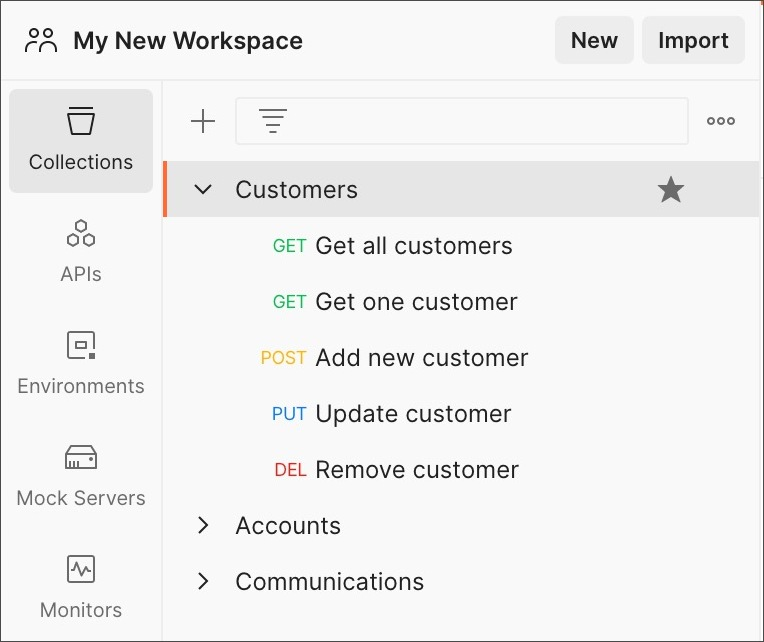 My New Workspace
New
Import
Collections
APIs
Environments
Mock Servers
Monitors
Customers
GET Get all customers
GET Get one customer
POST Add new customer
PUT Update customer
DEL Remove customer
Accounts
Communications